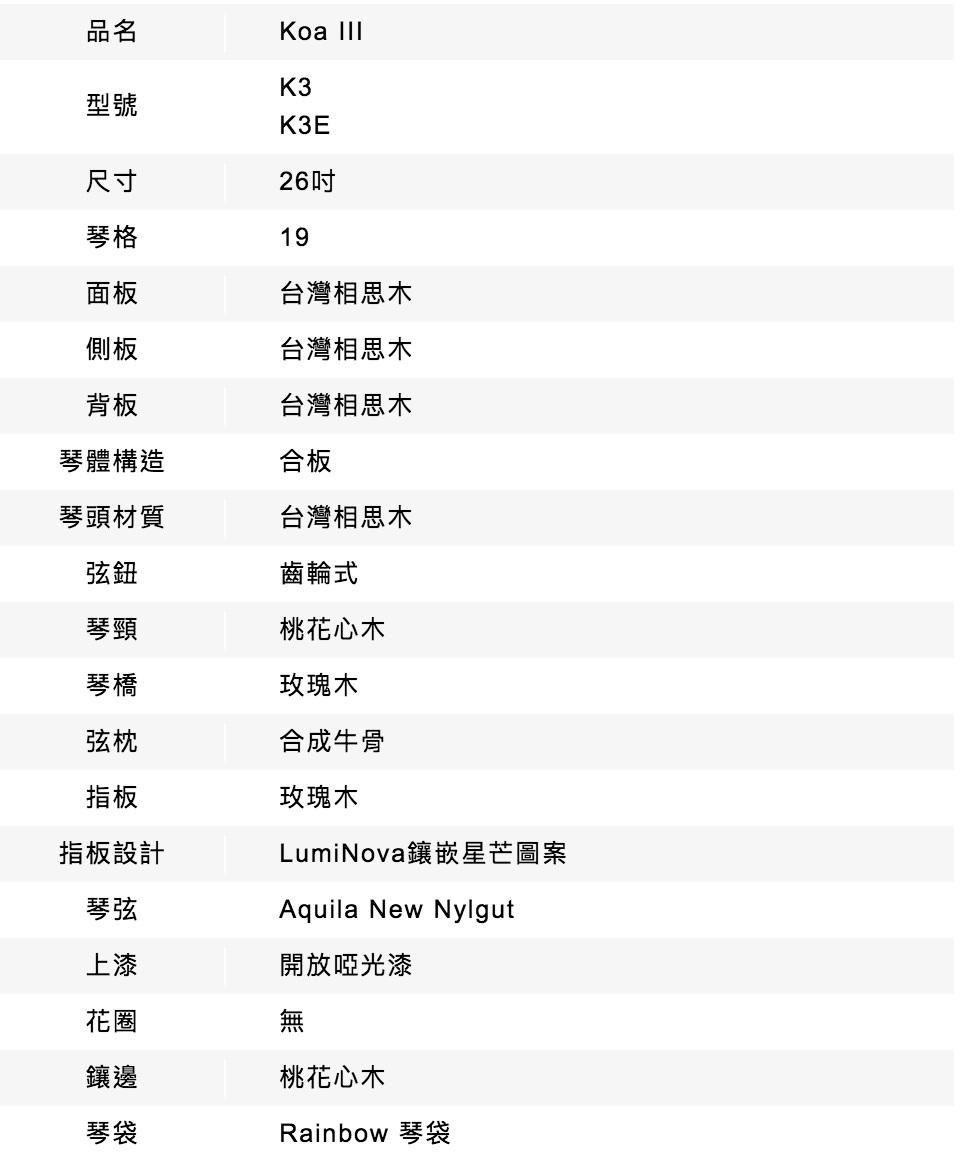 品名 Koa III
型號 K3
K3E
尺寸 26吋
琴格 19
面板 台灣相思木
側板 台灣相思木
背板 台灣相思木
琴體構造 合板
琴頭材質 台灣相思木
弦鈕 齒輪式
琴頸 桃花心木
琴橋 玫瑰木
弦枕 合成牛骨
指板 玫瑰木
指板設計 LumiNova鑲嵌星芒圖案
琴弦 Aquila New Nylgut
上漆 開放啞光漆
花圈 無
鑲邊 桃花心木
琴袋 Rainbow 琴袋